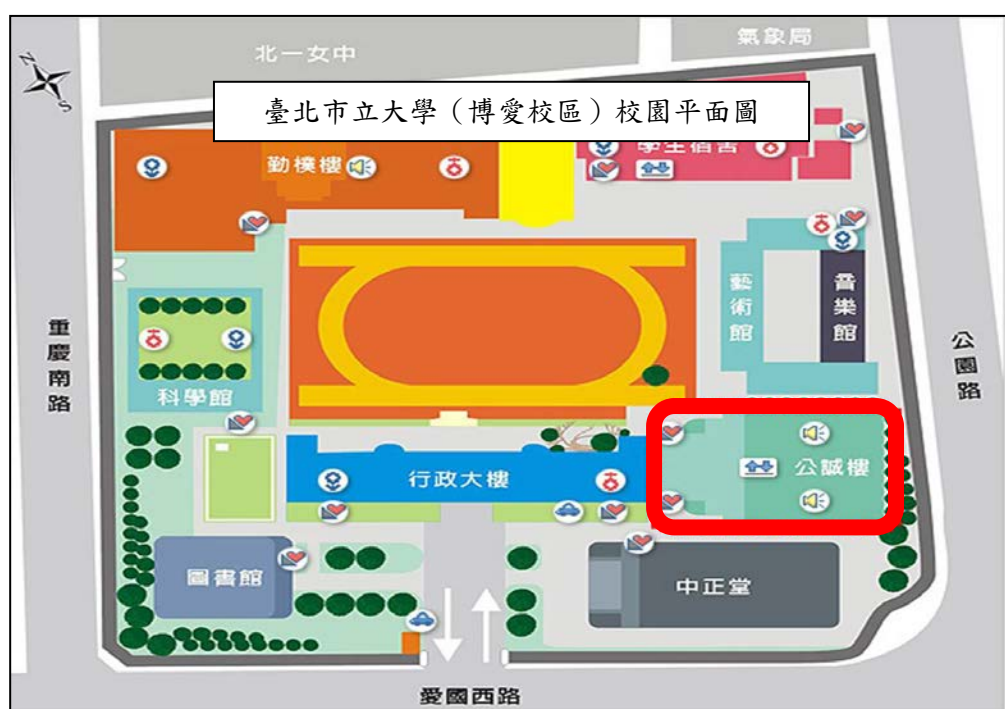 北一女中
氣象局
N
S
臺北市立大學（博愛校區）校園平面圖
勤樸樓
學生宿舍
藝術館
音樂館
重慶南路
公園路
科學館
行政大樓
公誠樓
圖書館
中正堂
愛國西路